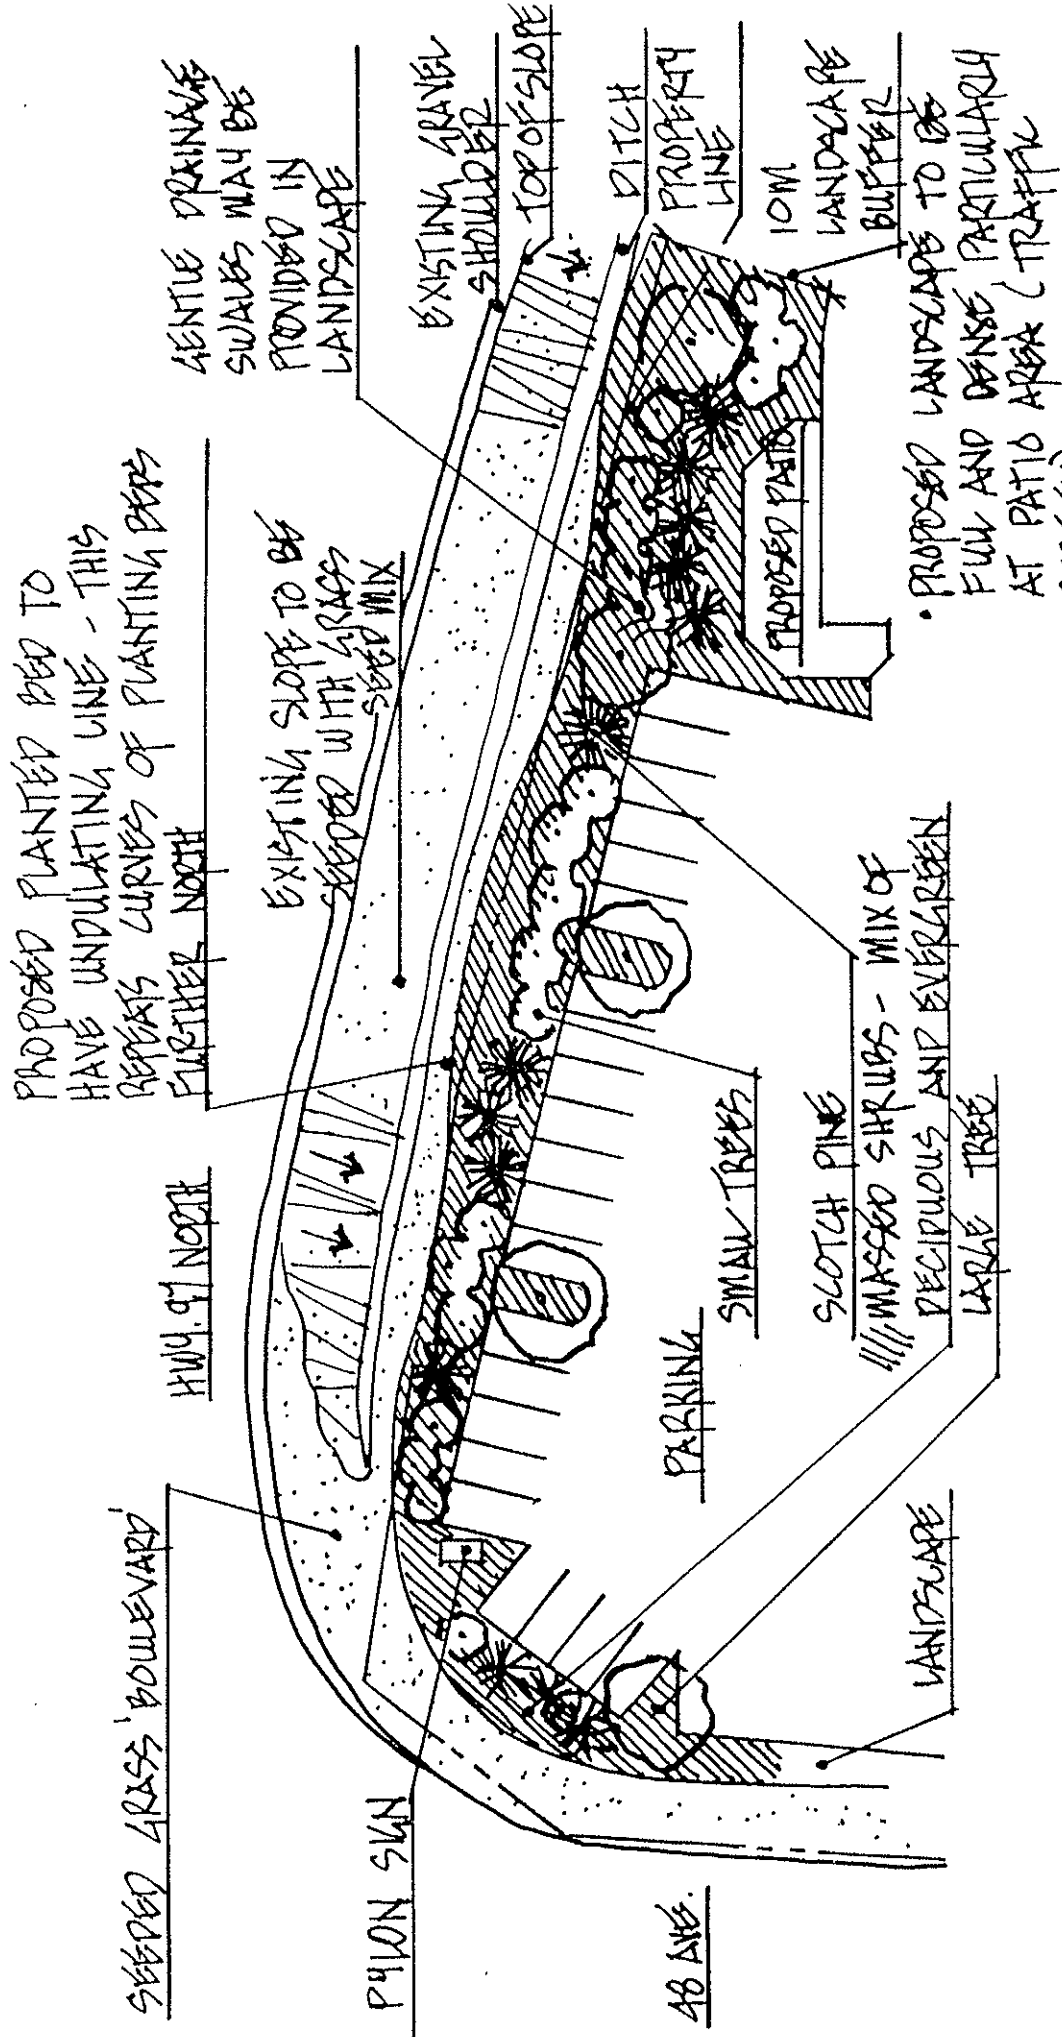 SEEDED GRASS 'BOULEVARD'
HWY. 97 NORTH
PROPOSED PLANTED BED TO
HAVE UNDULATING LINE - THIS
REPEATS CURVES OF PLANTING BEDS
FURTHER NORTH
EXISTING SLOPE TO BE
SEEDED WITH GRASS
SEED MIX
GENTLE DRAINAGE
SWALES MAY BE
PROVIDED IN
LANDSCAPE
EXISTING GRAVEL
SHOULDER
TOP OF SLOPE
DITCH
PROPERTY
LINE
10M
LANDSCAPE
BUFFER
• PROPOSED LANDSCAPE TO BE
FULL AND DENSE PARTICULARLY
AT PATIO AREA (TRAFFIC
PROPOSED PATIO
PYLON SIGN
48 AVE.
PARKING
SMALL TREES
SCOTCH PINE
MASSED SHRUBS - MIX OF
DECIDUOUS AND EVERGREEN
LARGE TREE
LANDSCAPE